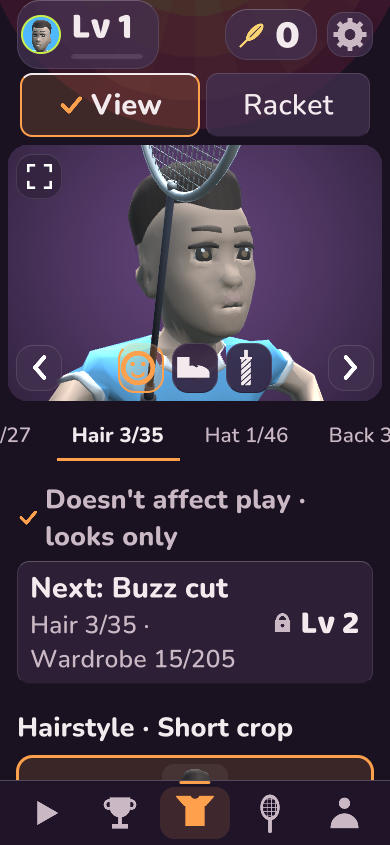 Lv 1
0
View
Racket
/27
Hair 3/35
Hat 1/46
Back 3
Doesn't affect play ·
looks only
Next: Buzz cut
Hair 3/35 ·
Wardrobe 15/205
Lv 2
Hairstyle · Short crop